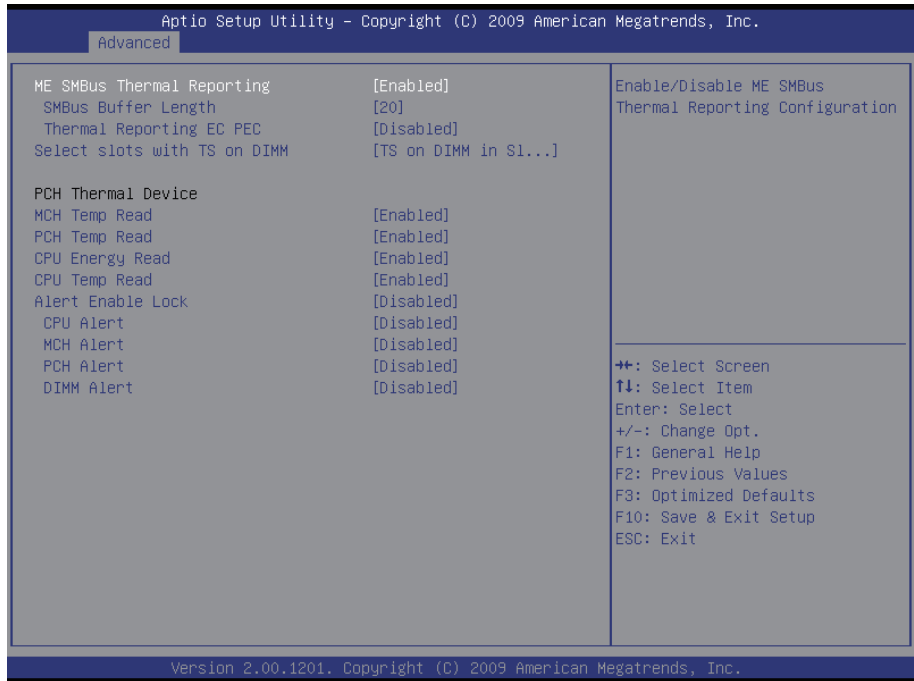 Aptio Setup Utility – Copyright (C) 2009 American Megatrends, Inc.
Advanced
ME SMBus Thermal Reporting [Enabled]
SMBus Buffer Length [20]
Thermal Reporting EC PEC [Disabled]
Select slots with TS on DIMM [TS on DIMM in Sl...]
PCH Thermal Device
MCH Temp Read [Enabled]
PCH Temp Read [Enabled]
CPU Energy Read [Enabled]
CPU Temp Read [Enabled]
Alert Enable Lock [Disabled]
CPU Alert [Disabled]
MCH Alert [Disabled]
PCH Alert [Disabled]
DIMM Alert [Disabled]
Enable/Disable ME SMBus
Thermal Reporting Configuration
→←: Select Screen
↑↓: Select Item
Enter: Select
+/-: Change Opt.
F1: General Help
F2: Previous Values
F3: Optimized Defaults
F10: Save & Exit Setup
ESC: Exit
Version 2.00.1201. Copyright (C) 2009 American Megatrends, Inc.